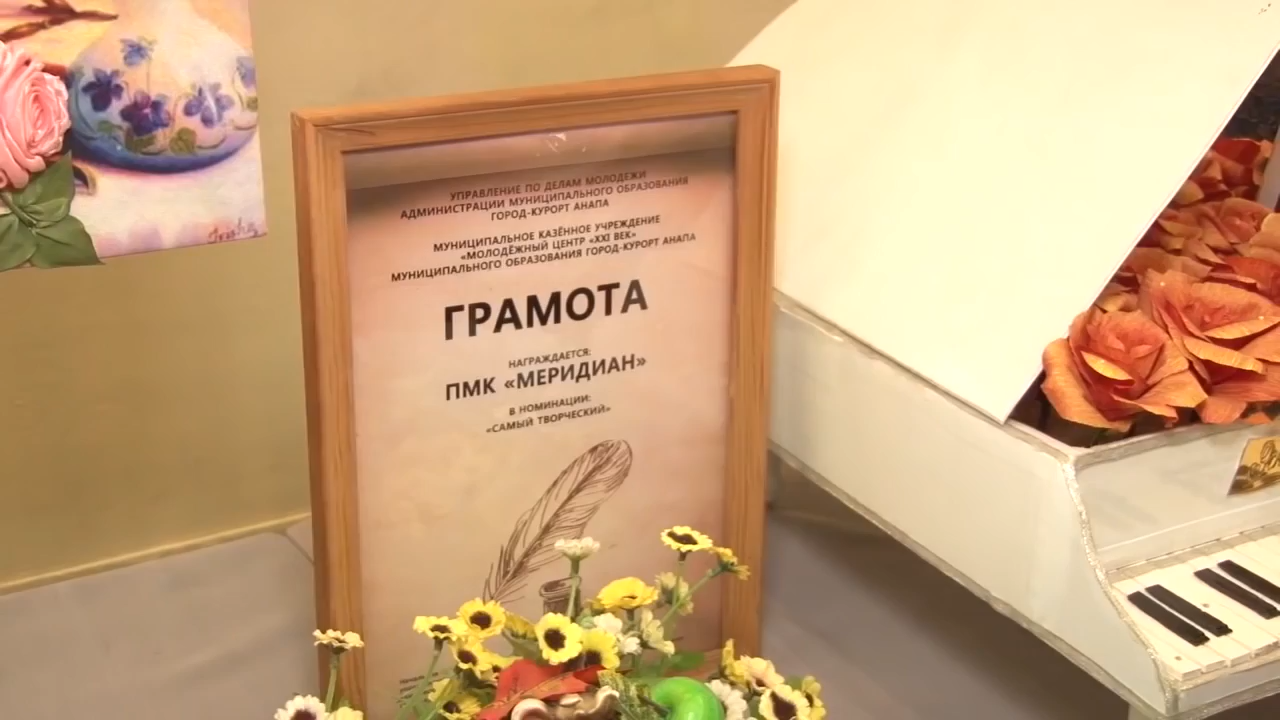 УПРАВЛЕНИЕ ПО ДЕЛАМ МОЛОДЕЖИ
АДМИНИСТРАЦИИ МУНИЦИПАЛЬНОГО ОБРАЗОВАНИЯ
ГОРОД-КУРОРТ АНАПА
МУНИЦИПАЛЬНОЕ КАЗЁННОЕ УЧРЕЖДЕНИЕ
«МОЛОДЁЖНЫЙ ЦЕНТР «XXI ВЕК»
МУНИЦИПАЛЬНОГО ОБРАЗОВАНИЯ ГОРОД-КУРОРТ АНАПА
ГРАМОТА
НАГРАЖДАЕТСЯ:
ПМК «МЕРИДИАН»
В НОМИНАЦИИ:
«САМЫЙ ТВОРЧЕСКИЙ»